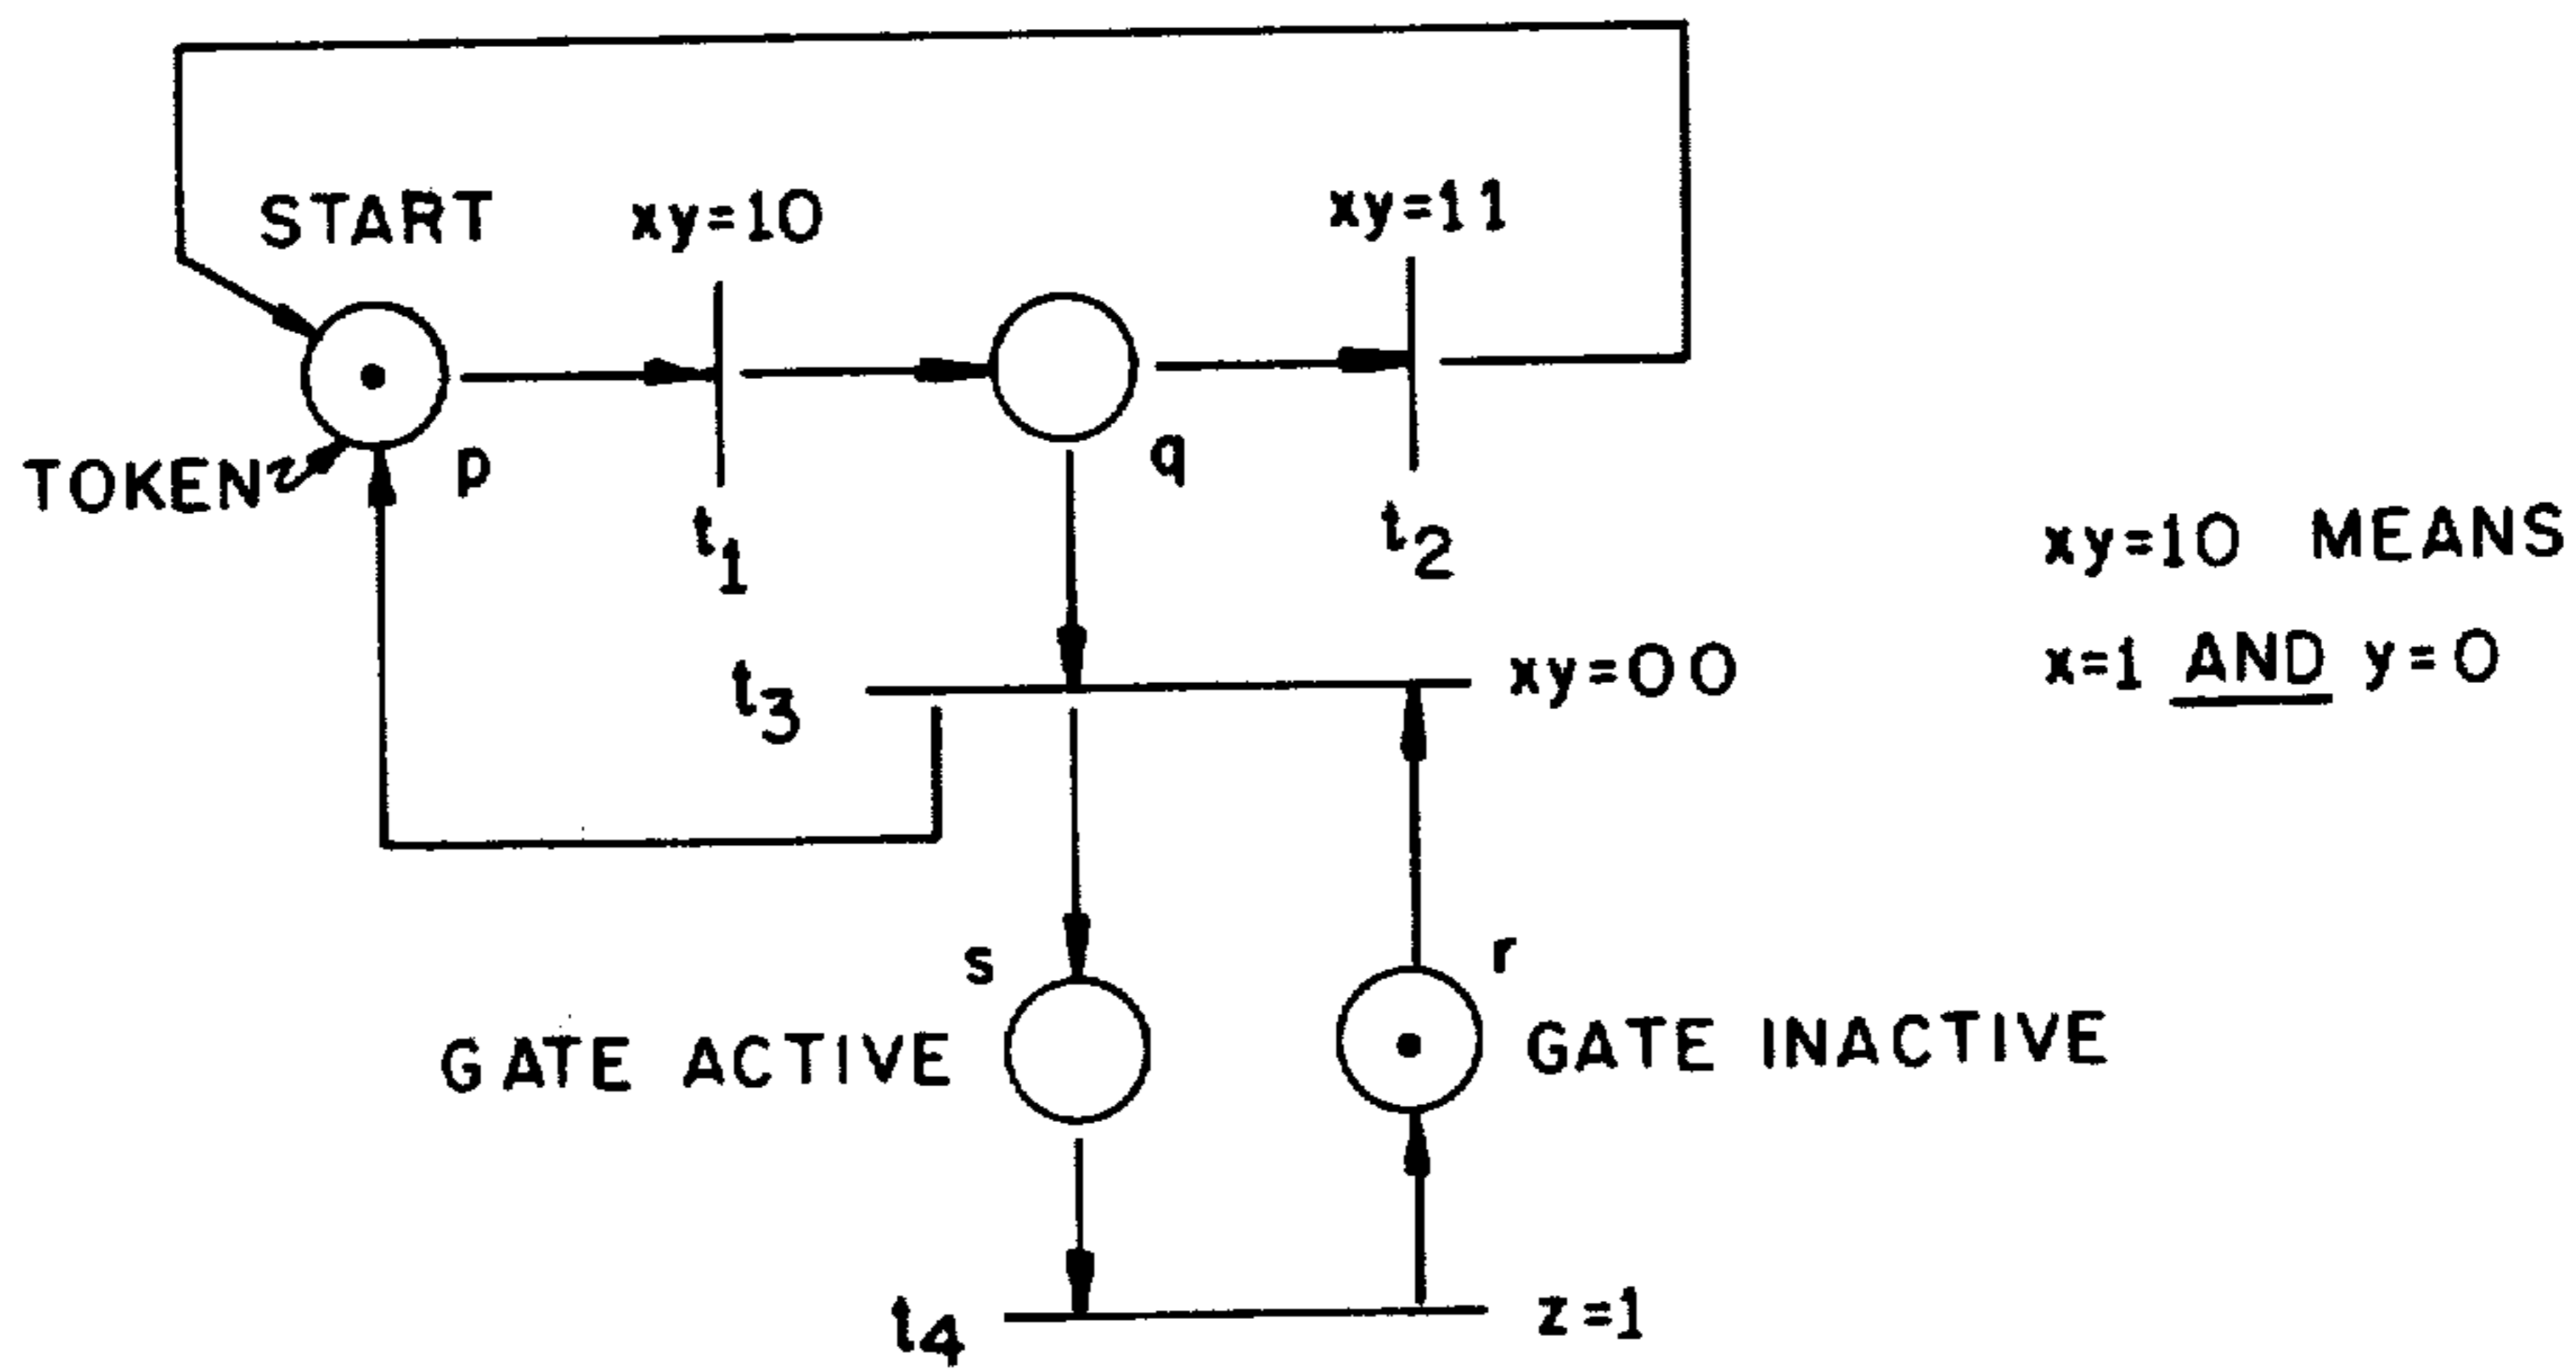 START
xy=10
xy=11
TOKEN
p
q
t1
t2
xy=10 MEANS
x=1 AND y=0
t3
xy=00
s
r
GATE ACTIVE
GATE INACTIVE
t4
z=1